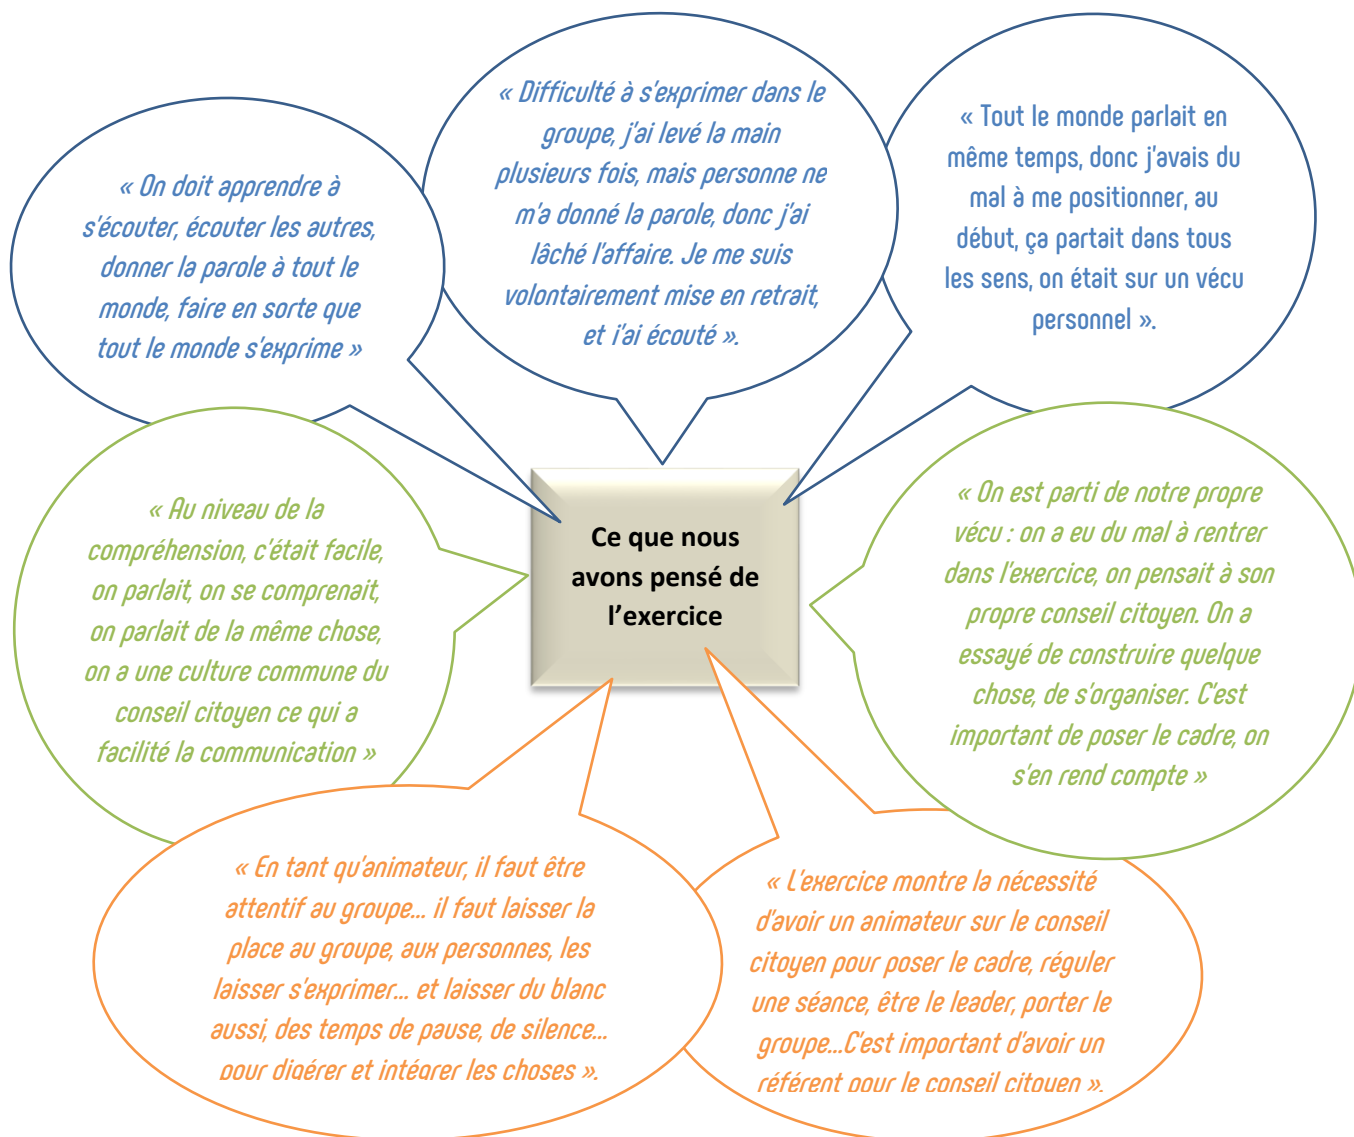 « Difficulté à s'exprimer dans le
groupe, j'ai levé la main
plusieurs fois, mais personne ne
m'a donné la parole, donc j'ai
lâché l'affaire. Je me suis
volontairement mise en retrait,
et j'ai écouté ».
« Tout le monde parlait en
même temps, donc j'avais du
mal à me positionner, au
début, ça partait dans tous
les sens, on était sur un vécu
personnel ».
« On doit apprendre à
s'écouter, écouter les autres,
donner la parole à tout le
monde, faire en sorte que
tout le monde s'exprime »
Ce que nous
avons pensé de
l'exercice
« Au niveau de la
compréhension, c'était facile,
on parlait, on se comprenait,
on parlait de la même chose,
on a une culture commune du
conseil citoyen ce qui a
facilité la communication »
« On est parti de notre propre
vécu : on a eu du mal à rentrer
dans l'exercice, on pensait à son
propre conseil citoyen. On a
essayé de construire quelque
chose, de s'organiser. C'est
important de poser le cadre, on
s'en rend compte »
« En tant qu'animateur, il faut être
attentif au groupe... il faut laisser la
place au groupe, aux personnes, les
laisser s'exprimer... et laisser du blanc
aussi, des temps de pause, de silence...
pour digérer et intégrer les choses ».
« L'exercice montre la nécessité
d'avoir un animateur sur le conseil
citoyen pour poser le cadre, réguler
une séance, être le leader, porter le
groupe...C'est important d'avoir un
référent pour le conseil citoyen ».